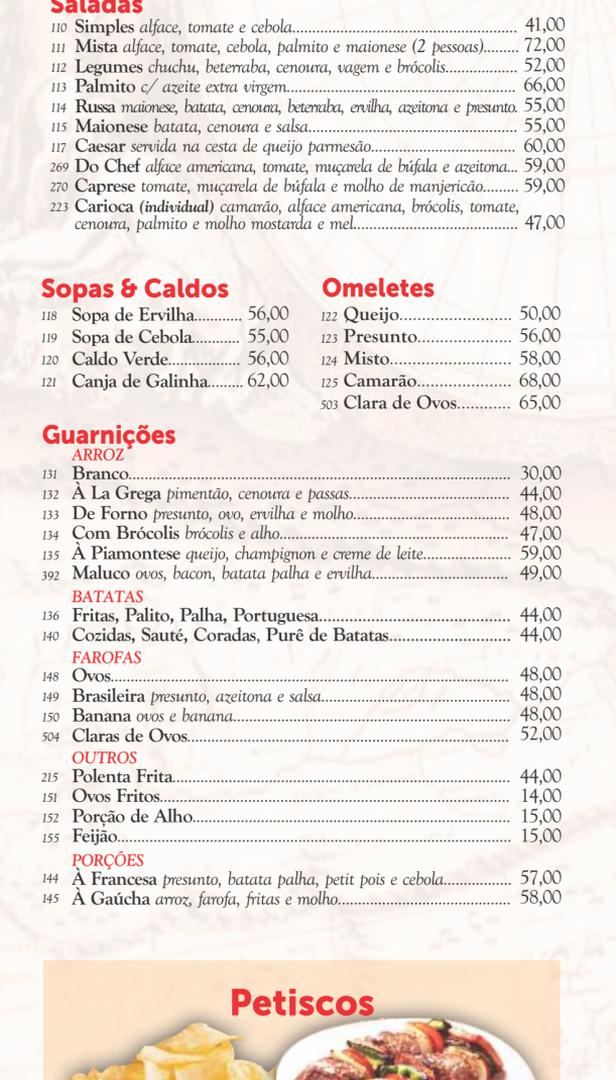 Saladas
110 Simples alface, tomate e cebola........ 41,00
111 Mista alface, tomate, cebola, palmito e maionese (2 pessoas)........ 72,00
112 Legumes chuchu, beterraba, cenoura, vagem e brócolis........ 52,00
113 Palmito c/ azeite extra virgem........ 66,00
114 Russa maionese, batata, cenoura, beterraba, ervilha, azeitona e presunto. 55,00
115 Maionese batata, cenoura e salsa........ 55,00
117 Caesar servida na cesta de queijo parmesão........ 60,00
269 Do Chef alface americana, tomate, muçarela de búfala e azeitona... 59,00
270 Caprese tomate, muçarela de búfala e molho de manjericão........ 59,00
223 Carioca (individual) camarão, alface americana, brócolis, tomate,
cenoura, palmito e molho mostarda e mel........ 47,00
Sopas & Caldos
118 Sopa de Ervilha........ 56,00
119 Sopa de Cebola........ 55,00
120 Caldo Verde........ 56,00
121 Canja de Galinha........ 62,00
Omeletes
122 Queijo........ 50,00
123 Presunto........ 56,00
124 Misto........ 58,00
125 Camarão........ 68,00
503 Clara de Ovos........ 65,00
Guarnições
ARROZ
131 Branco........ 30,00
132 À La Grega pimentão, cenoura e passas........ 44,00
133 De Forno presunto, ovo, ervilha e molho........ 48,00
134 Com Brócolis brócolis e alho........ 47,00
135 À Piamontese queijo, champignon e creme de leite........ 59,00
392 Maluco ovos, bacon, batata palha e ervilha........ 49,00
BATATAS
136 Fritas, Palito, Palha, Portuguesa........ 44,00
140 Cozidas, Sauté, Coradas, Purê de Batatas........ 44,00
FAROFAS
148 Ovos........ 48,00
149 Brasileira presunto, azeitona e salsa........ 48,00
150 Banana ovos e banana........ 48,00
504 Claras de Ovos........ 52,00
OUTROS
215 Polenta Frita........ 44,00
151 Ovos Fritos........ 14,00
152 Porção de Alho........ 15,00
155 Feijão........ 15,00
PORÇÕES
144 À Francesa presunto, batata palha, petit pois e cebola........ 57,00
145 À Gaúcha arroz, farofa, fritas e molho........ 58,00
Petiscos